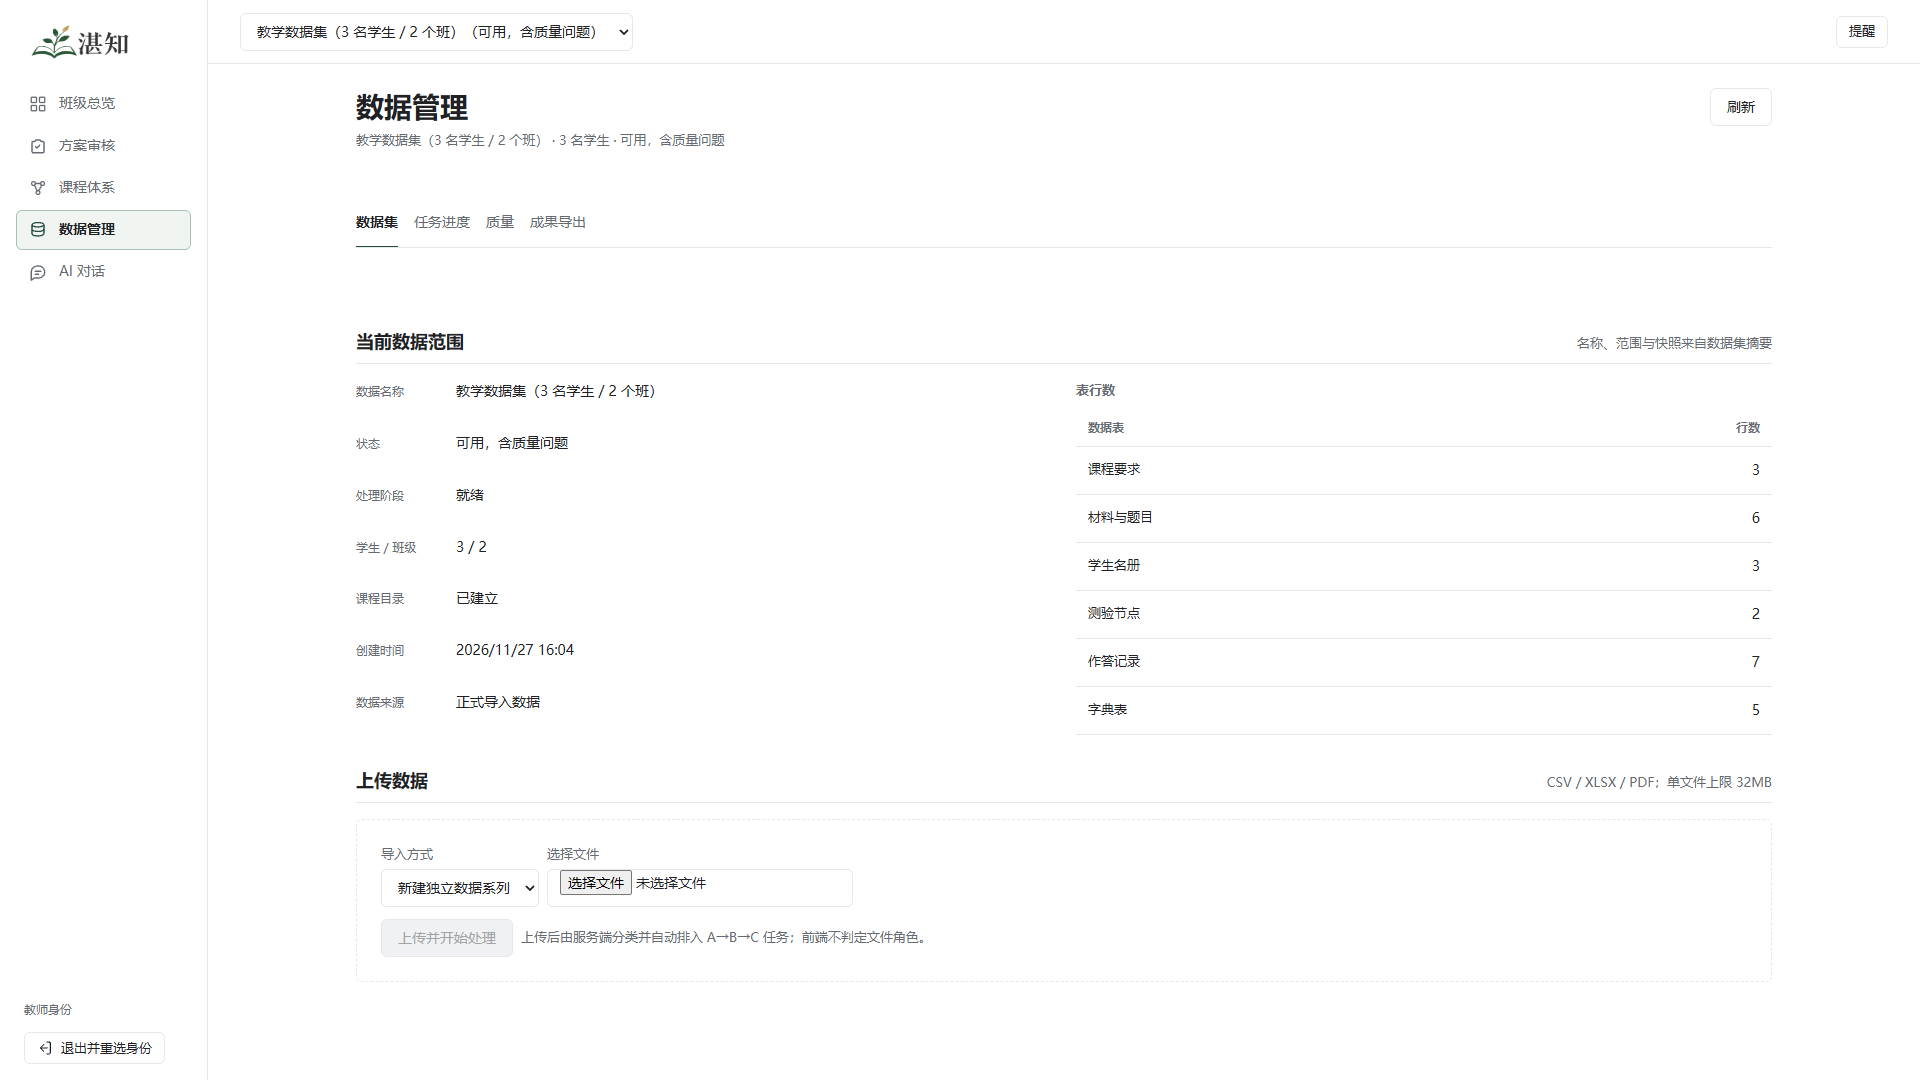 湛知
教学数据集（3 名学生 / 2 个班）（可用，含质量问题）
提醒
班级总览
方案审核
课程体系
数据管理
AI 对话
教师身份
退出并重选身份
数据管理
刷新
教学数据集（3 名学生 / 2 个班） · 3 名学生 · 可用，含质量问题
数据集 任务进度 质量 成果导出
当前数据范围
名称、范围与快照来自数据集摘要
数据名称 教学数据集（3 名学生 / 2 个班）
状态 可用，含质量问题
处理阶段 就绪
学生 / 班级 3 / 2
课程目录 已建立
创建时间 2026/11/27 16:04
数据来源 正式导入数据
表行数
数据表 行数
课程要求 3
材料与题目 6
学生名册 3
测验节点 2
作答记录 7
字典表 5
上传数据
CSV / XLSX / PDF；单文件上限 32MB
导入方式 选择文件
新建独立数据系列 选择文件 未选择文件
上传并开始处理 上传后由服务端分类并自动排入 A→B→C 任务；前端不判定文件角色。